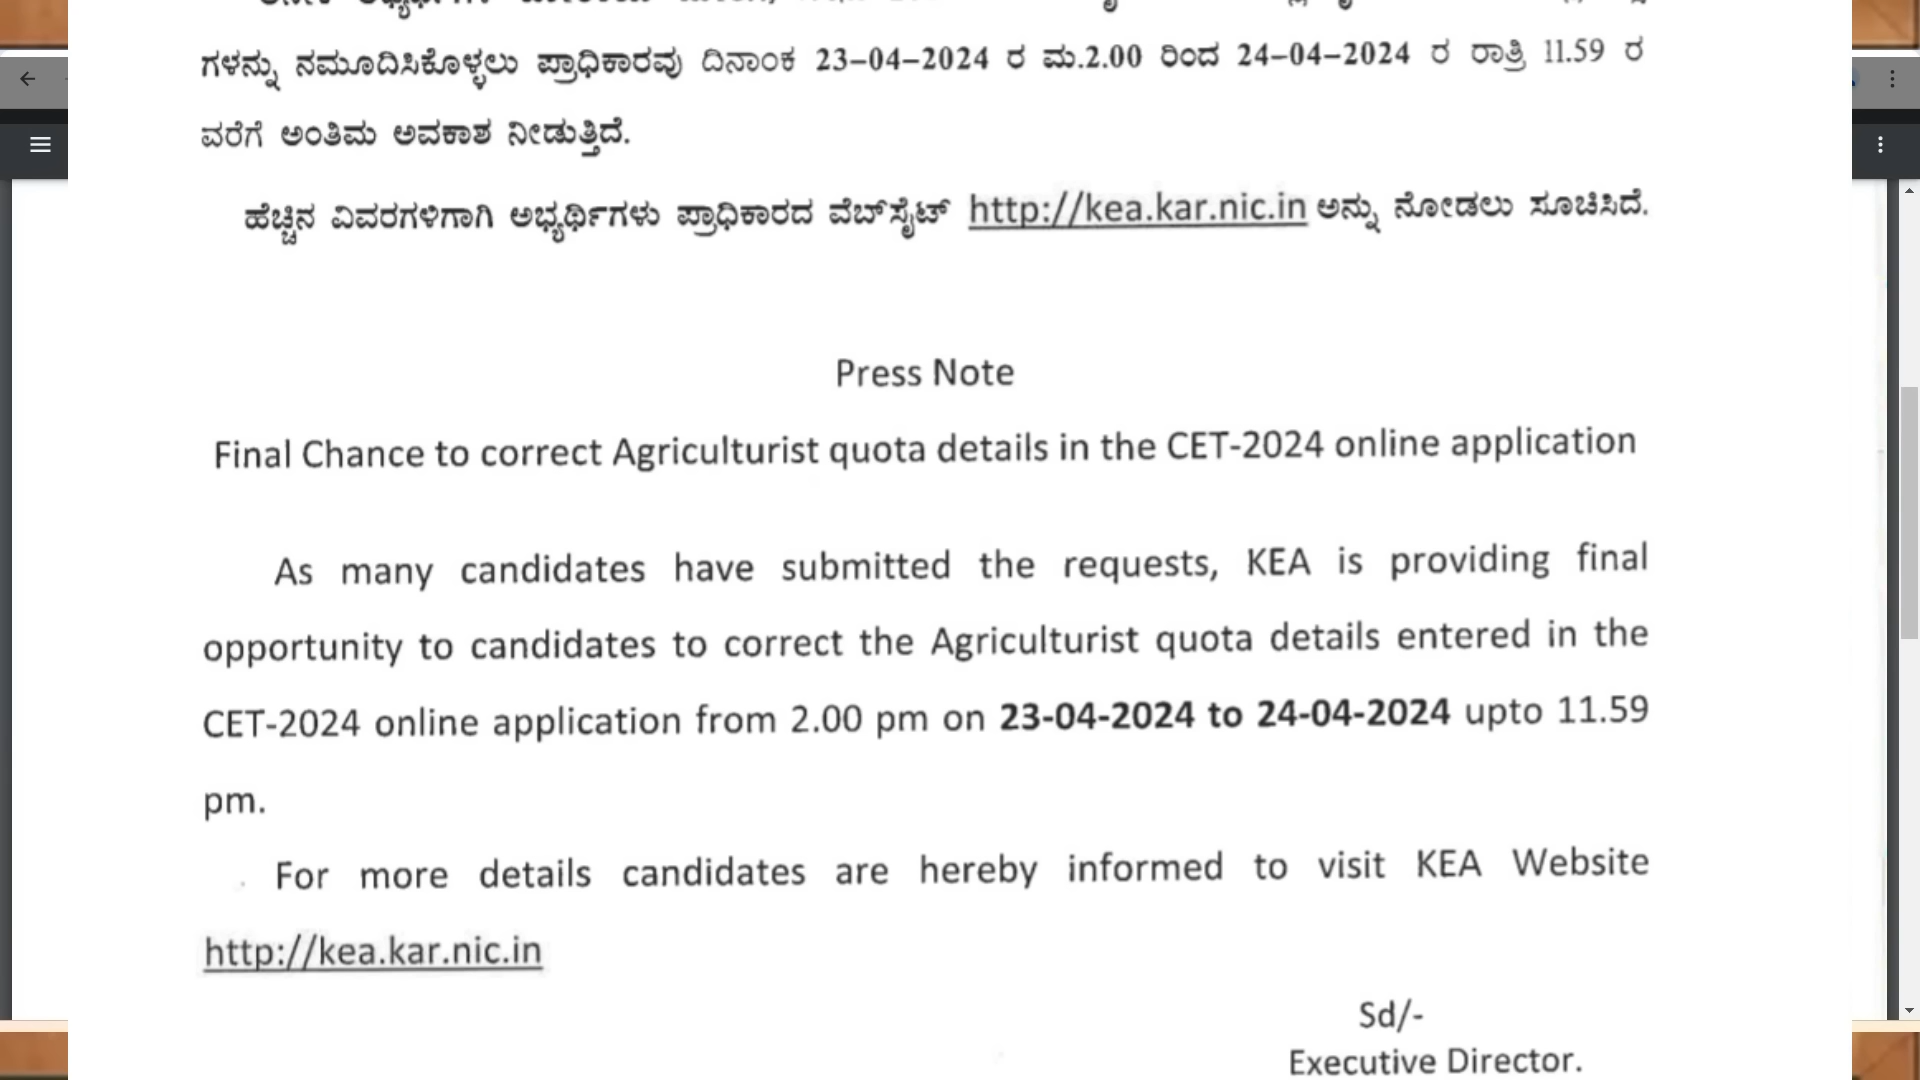 ಗಳನ್ನು ನಮೂದಿಸಿಕೊಳ್ಳಲು ಪ್ರಾಧಿಕಾರವು ದಿನಾಂಕ 23-04-2024 ರ ಮ.2.00 ರಿಂದ 24-04-2024 ರ ರಾತ್ರಿ 11.59 ರ
ವರೆಗೆ ಅಂತಿಮ ಅವಕಾಶ ನೀಡುತ್ತಿದೆ.
ಹೆಚ್ಚಿನ ವಿವರಗಳಿಗಾಗಿ ಅಭ್ಯರ್ಥಿಗಳು ಪ್ರಾಧಿಕಾರದ ವೆಬ್‌ಸೈಟ್ http://kea.kar.nic.in ಅನ್ನು ನೋಡಲು ಸೂಚಿಸಿದೆ.
Press Note
Final Chance to correct Agriculturist quota details in the CET-2024 online application
As many candidates have submitted the requests, KEA is providing final
opportunity to candidates to correct the Agriculturist quota details entered in the
CET-2024 online application from 2.00 pm on 23-04-2024 to 24-04-2024 upto 11.59
pm.
For more details candidates are hereby informed to visit KEA Website
http://kea.kar.nic.in
Sd/-
Executive Director.